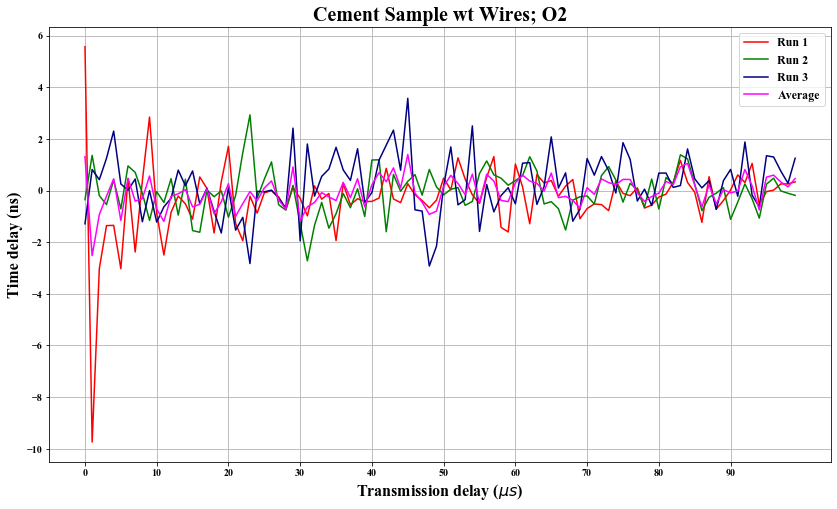 Cement Sample wt Wires; O2
6
4
2
0
−2
−4
−6
−8
−10
Time delay (ns)
Run 1
Run 2
Run 3
Average
0 10 20 30 40 50 60 70 80 90
Transmission delay (μs)